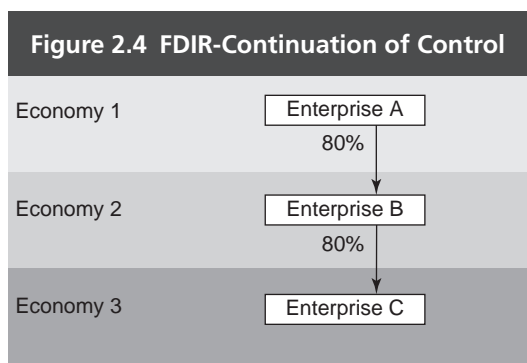 Figure 2.4 FDIR-Continuation of Control
Economy 1
Enterprise A
80%
Economy 2
Enterprise B
80%
Economy 3
Enterprise C